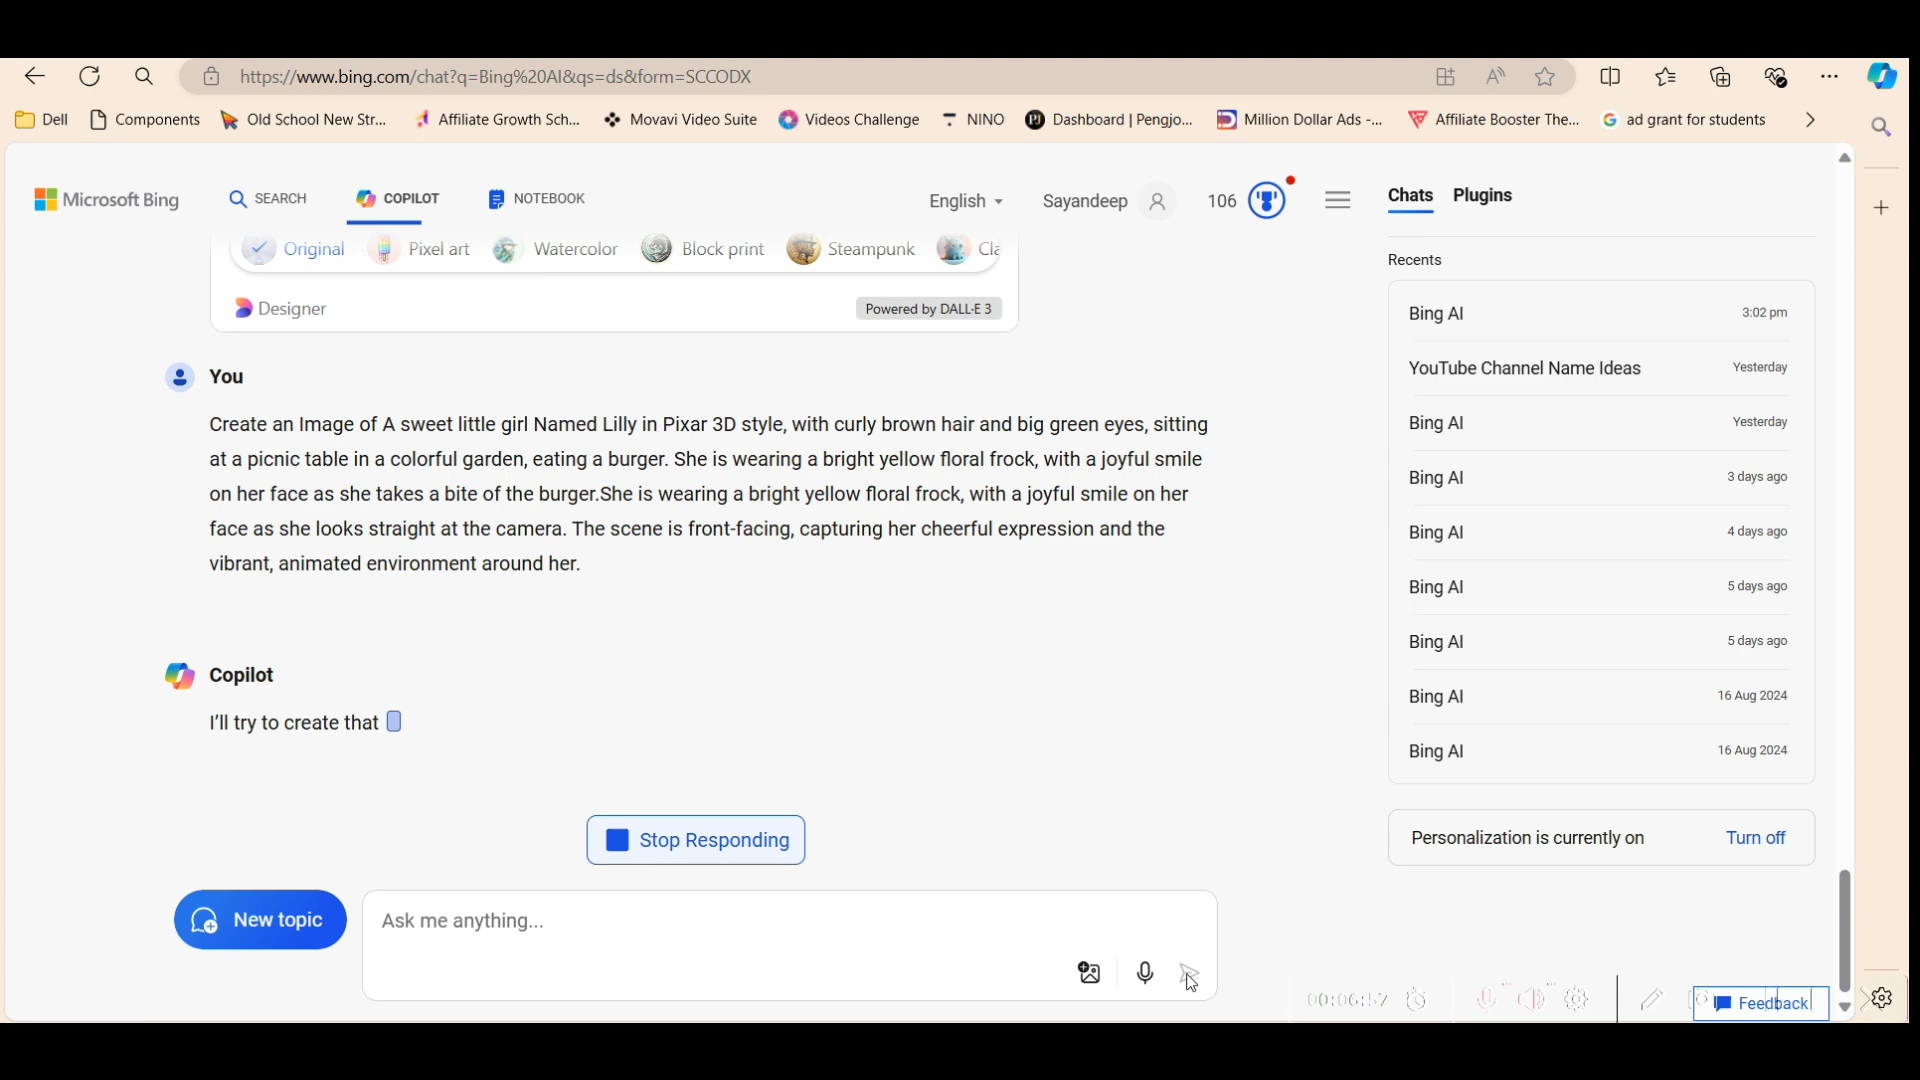 https://www.bing.com/chat?q=Bing%20AI&qs=ds&form=SCCODX
Dell Components Old School New Str... Affiliate Growth Sch... Movavi Video Suite Videos Challenge NINO Dashboard | Pengjo... Million Dollar Ads -... Affiliate Booster The... ad grant for students
Microsoft Bing SEARCH COPILOT NOTEBOOK English Sayandeep 106
Original Pixel art Watercolor Block print Steampunk Cla
Designer Powered by DALL·E 3
You
Create an Image of A sweet little girl Named Lilly in Pixar 3D style, with curly brown hair and big green eyes, sitting
at a picnic table in a colorful garden, eating a burger. She is wearing a bright yellow floral frock, with a joyful smile
on her face as she takes a bite of the burger.She is wearing a bright yellow floral frock, with a joyful smile on her
face as she looks straight at the camera. The scene is front-facing, capturing her cheerful expression and the
vibrant, animated environment around her.
Copilot
I'll try to create that
Stop Responding
New topic
Ask me anything...
Chats Plugins
Recents
Bing AI 3:02 pm
YouTube Channel Name Ideas Yesterday
Bing AI Yesterday
Bing AI 3 days ago
Bing AI 4 days ago
Bing AI 5 days ago
Bing AI 5 days ago
Bing AI 16 Aug 2024
Bing AI 16 Aug 2024
Personalization is currently on Turn off
00:06:57
Feedback